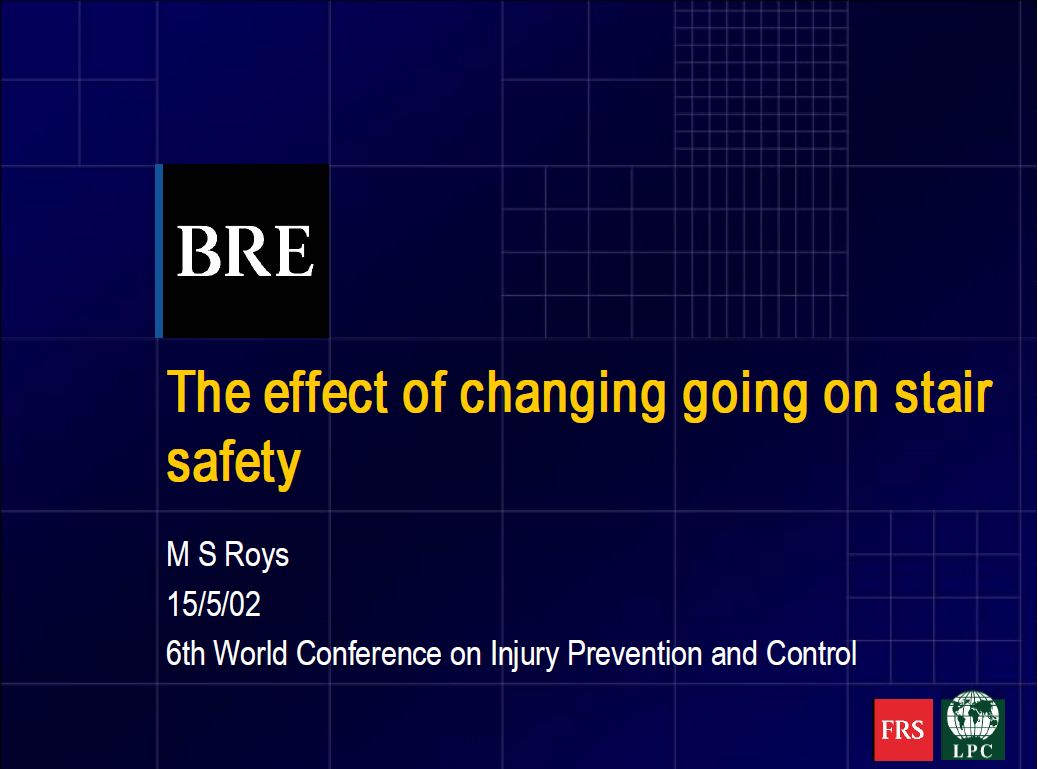 BRE
The effect of changing going on stair
safety
M S Roys
15/5/02
6th World Conference on Injury Prevention and Control
FRS
LPC